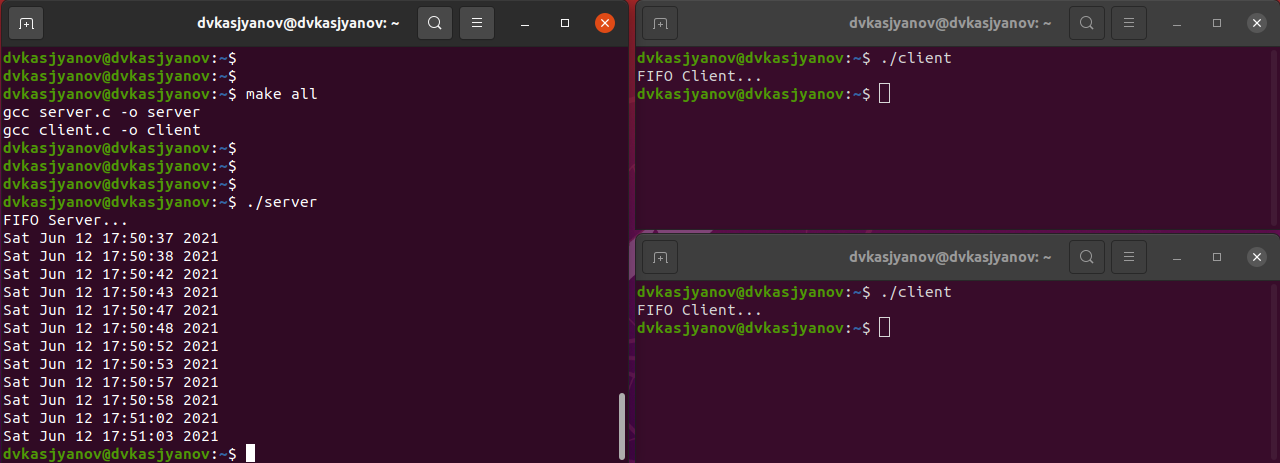 dvkasjyanov@dvkasjyanov: ~
dvkasjyanov@dvkasjyanov:~$
dvkasjyanov@dvkasjyanov:~$
dvkasjyanov@dvkasjyanov:~$ make all
gcc server.c -o server
gcc client.c -o client
dvkasjyanov@dvkasjyanov:~$
dvkasjyanov@dvkasjyanov:~$
dvkasjyanov@dvkasjyanov:~$
dvkasjyanov@dvkasjyanov:~$ ./server
FIFO Server...
Sat Jun 12 17:50:37 2021
Sat Jun 12 17:50:38 2021
Sat Jun 12 17:50:42 2021
Sat Jun 12 17:50:43 2021
Sat Jun 12 17:50:47 2021
Sat Jun 12 17:50:48 2021
Sat Jun 12 17:50:52 2021
Sat Jun 12 17:50:53 2021
Sat Jun 12 17:50:57 2021
Sat Jun 12 17:50:58 2021
Sat Jun 12 17:51:02 2021
Sat Jun 12 17:51:03 2021
dvkasjyanov@dvkasjyanov:~$
dvkasjyanov@dvkasjyanov: ~
dvkasjyanov@dvkasjyanov:~$ ./client
FIFO Client...
dvkasjyanov@dvkasjyanov:~$
dvkasjyanov@dvkasjyanov: ~
dvkasjyanov@dvkasjyanov:~$ ./client
FIFO Client...
dvkasjyanov@dvkasjyanov:~$